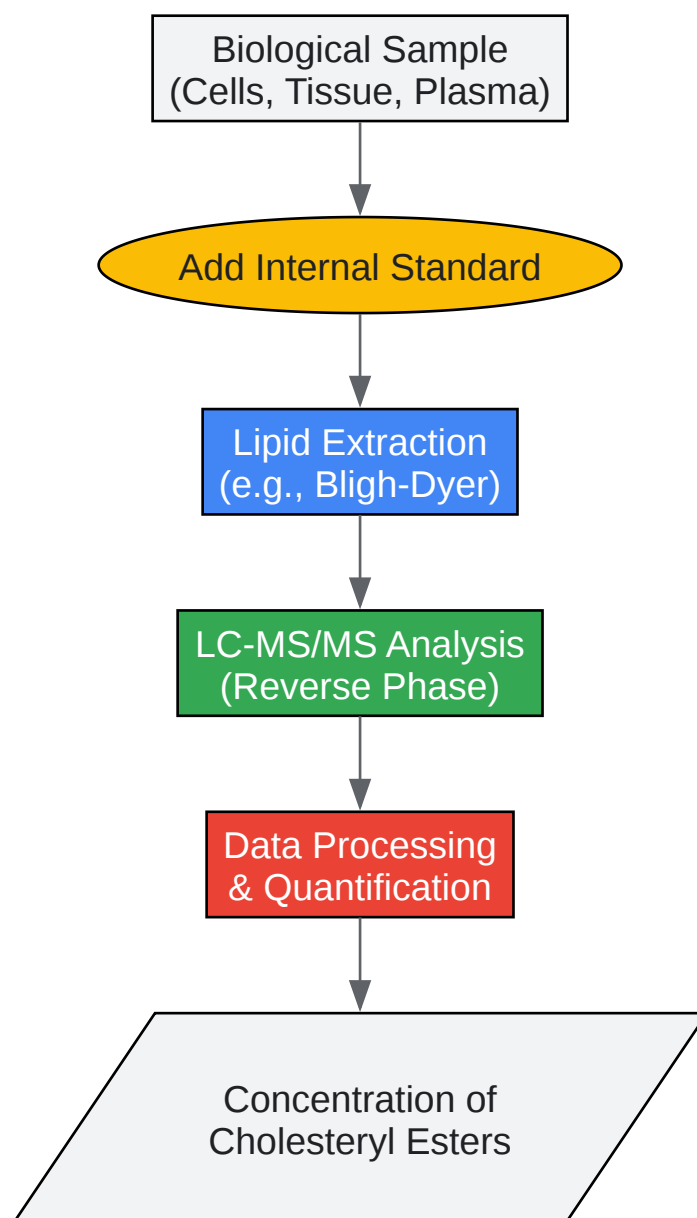 Biological Sample
(Cells, Tissue, Plasma)
Add Internal Standard
Lipid Extraction
(e.g., Bligh-Dyer)
LC-MS/MS Analysis
(Reverse Phase)
Data Processing
& Quantification
Concentration of
Cholesteryl Esters